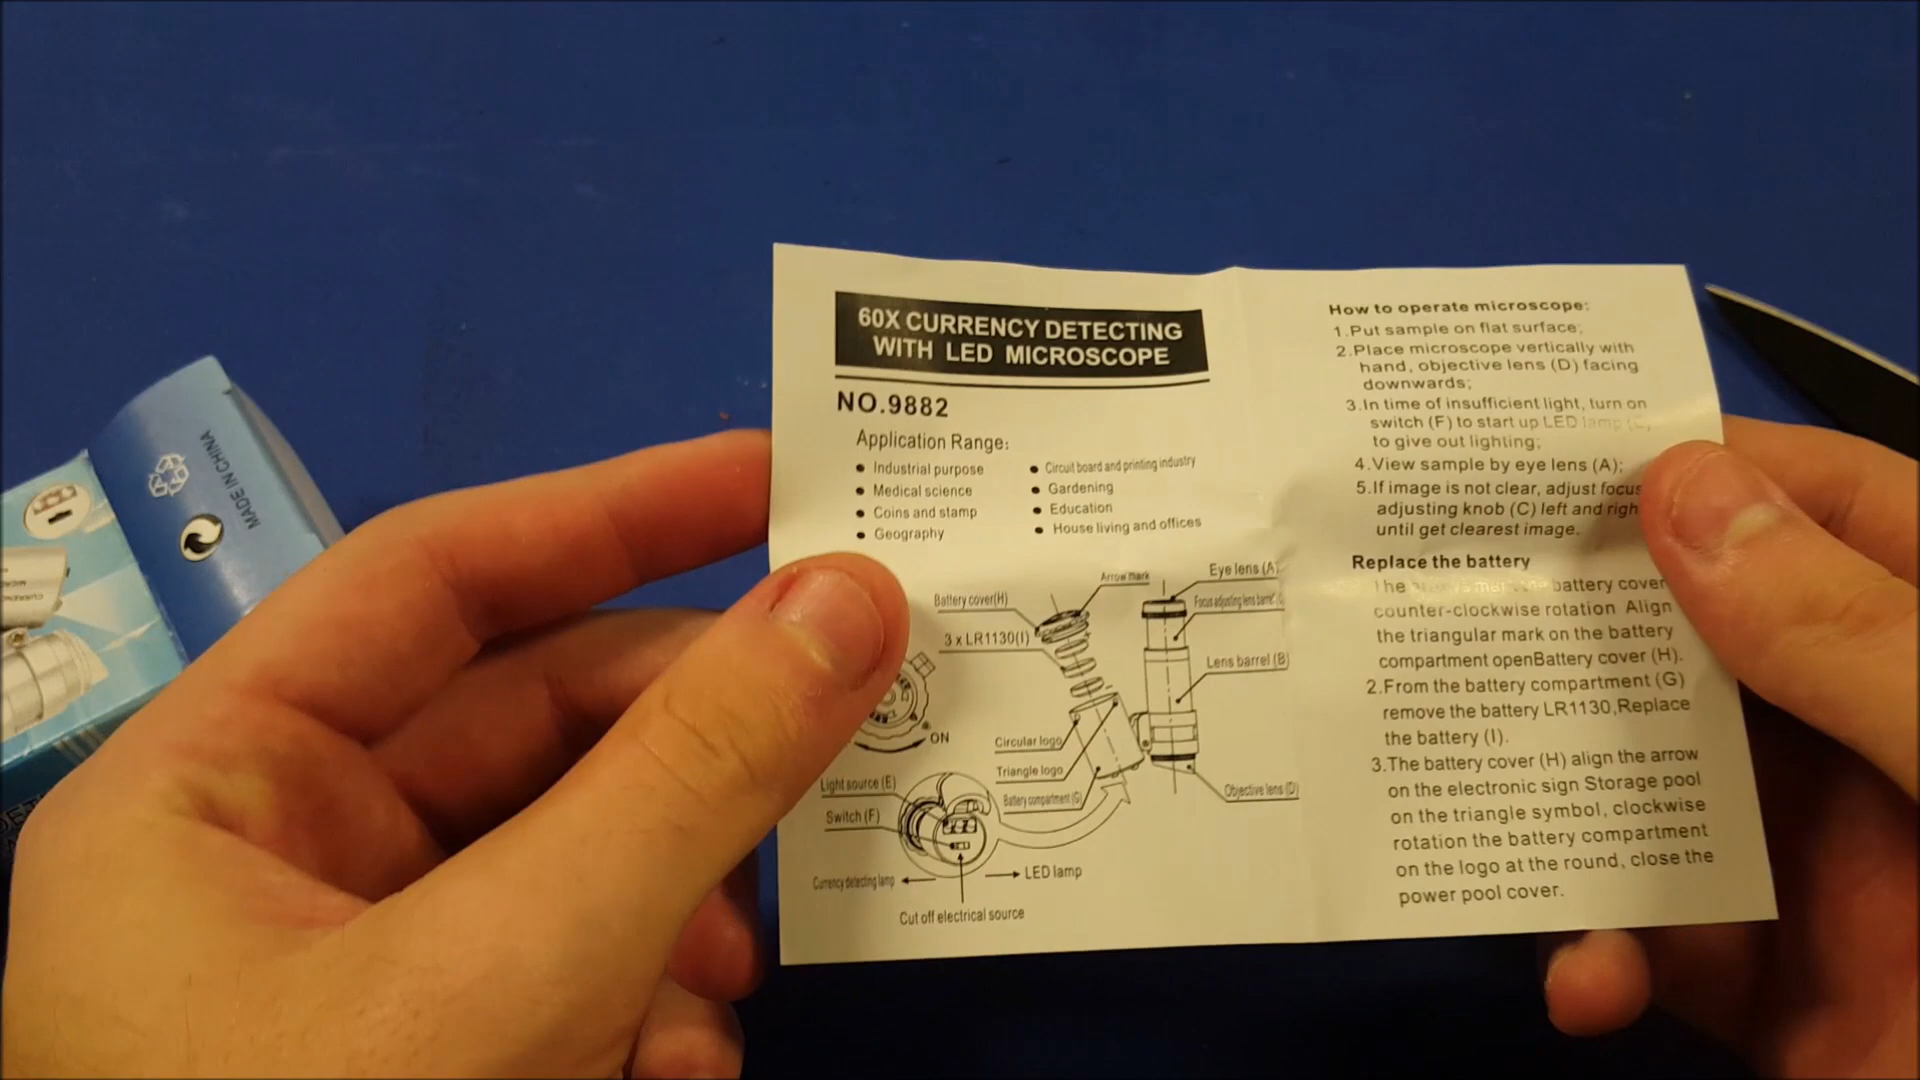 60X CURRENCY DETECTING
WITH LED MICROSCOPE
NO.9882
Application Range:
Industrial purpose
Medical science
Coins and stamp
Geography
Circuit board and printing industry
Gardening
Education
House living and offices
Arrow mark
Eye lens (A)
Battery cover(H)
Focus adjusting lens barrel
3 x LR1130(I)
Lens barrel (B)
ON
Circular logo
Triangle logo
Light source (E)
Battery compartment (G)
Objective lens (D)
Switch (F)
Currency detecting lamp
LED lamp
Cut off electrical source
How to operate microscope:
1.Put sample on flat surface;
2.Place microscope vertically with
hand, objective lens (D) facing
downwards;
3.In time of insufficient light, turn on
switch (F) to start up LED lamp
to give out lighting;
4.View sample by eye lens (A);
5.If image is not clear, adjust focus
adjusting knob (C) left and righ
until get clearest image.
Replace the battery
The battery cover
counter-clockwise rotation Align
the triangular mark on the battery
compartment openBattery cover (H).
2.From the battery compartment (G)
remove the battery LR1130,Replace
the battery (I).
3.The battery cover (H) align the arrow
on the electronic sign Storage pool
on the triangle symbol, clockwise
rotation the battery compartment
on the logo at the round, close the
power pool cover.
MADE IN CHINA